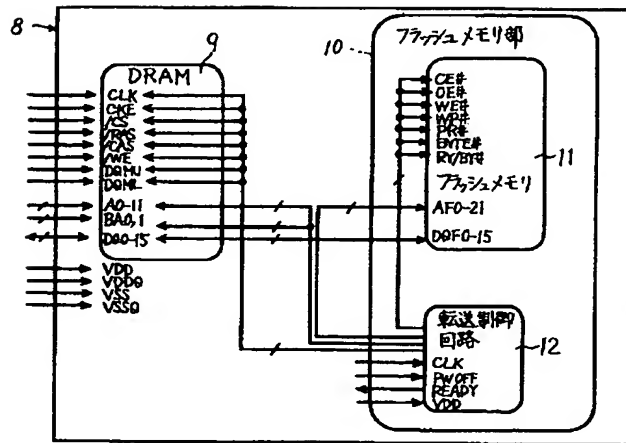 8
9
DRAM
CLK
CKE
/CS
/RAS
/CAS
/WE
DQMU
DQML
A0-11
BA0,1
DQ0-15
VDD
VDDQ
VSS
VSSQ
10
フラッシュメモリ部
CE#
OE#
WE#
WP#
PR#
BYTE#
RY/BY#
フラッシュメモリ
11
AF0-21
DQF0-15
転送制御
回路
12
CLK
PWOFF
READY
VDD